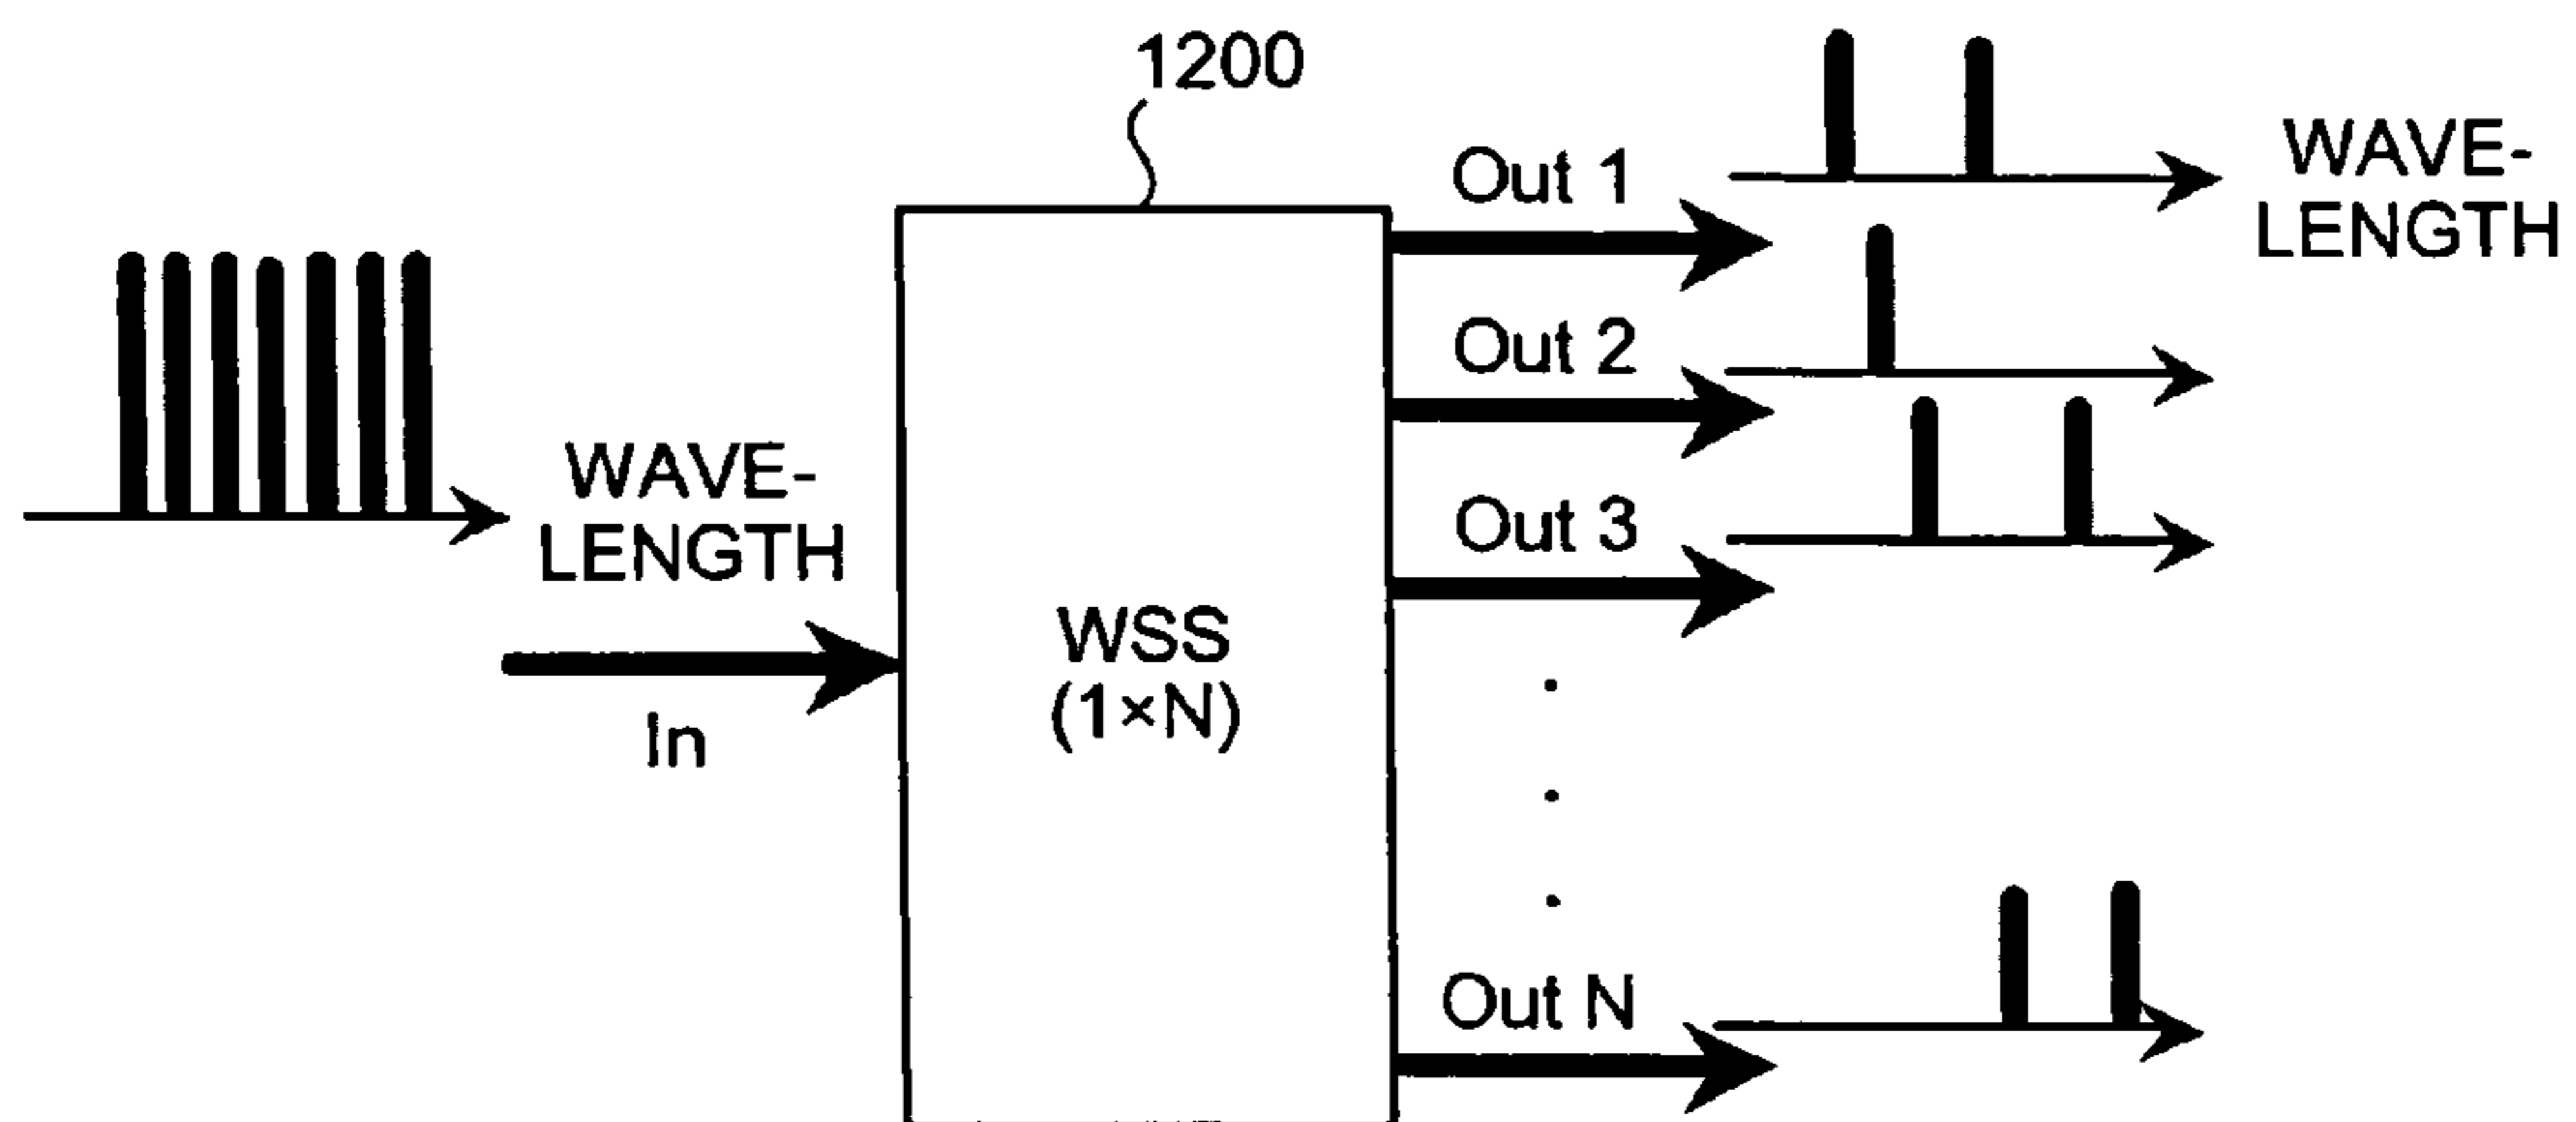 1200
Out 1
WAVE-
LENGTH
Out 2
WAVE-
LENGTH
Out 3
WSS
(1×N)
In
Out N